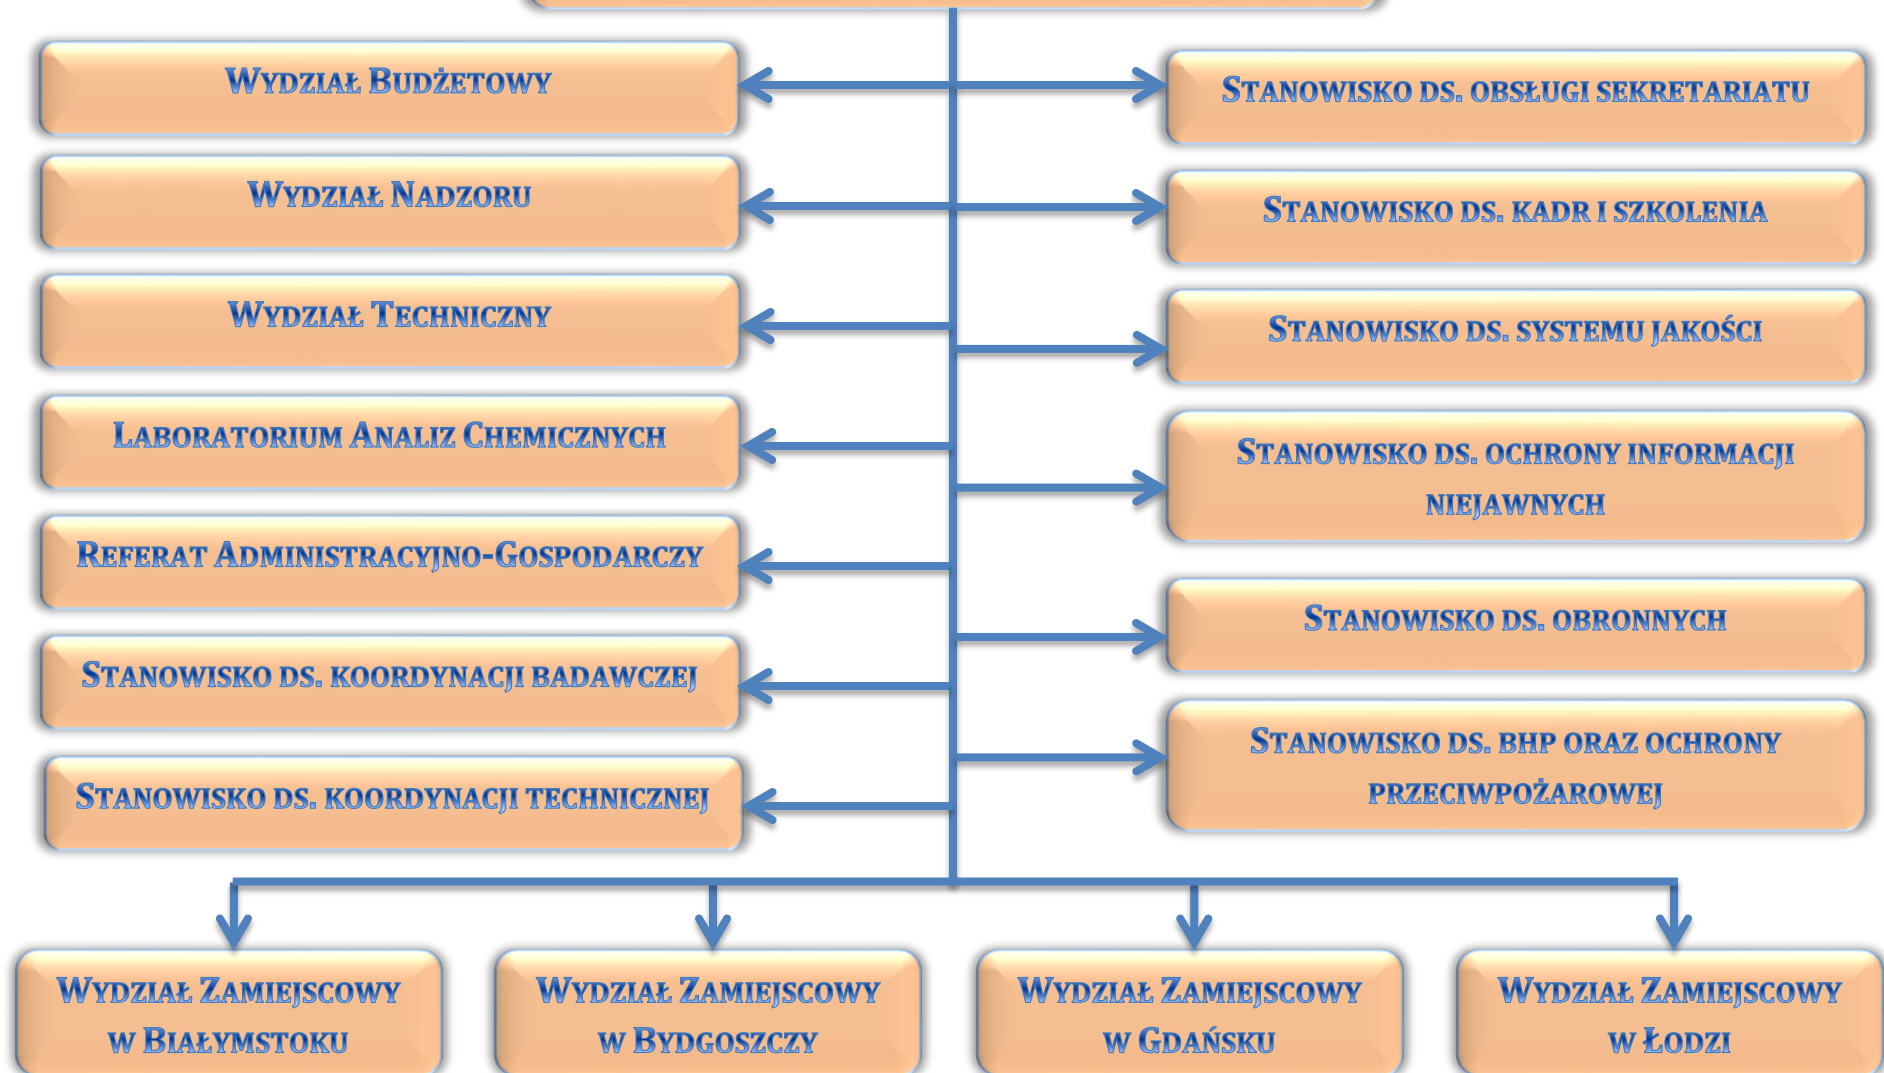 Wydział Budżetowy
Wydział Nadzoru
Wydział Techniczny
Laboratorium Analiz Chemicznych
Referat Administracyjno-Gospodarczy
Stanowisko ds. koordynacji badawczej
Stanowisko ds. koordynacji technicznej
Stanowisko ds. obsługi sekretariatu
Stanowisko ds. kadr i szkolenia
Stanowisko ds. systemu jakości
Stanowisko ds. ochrony informacji
niejawnych
Stanowisko ds. obronnych
Stanowisko ds. bhp oraz ochrony
przeciwpożarowej
Wydział Zamiejscowy
w Białymstoku
Wydział Zamiejscowy
w Bydgoszczy
Wydział Zamiejscowy
w Gdańsku
Wydział Zamiejscowy
w Łodzi